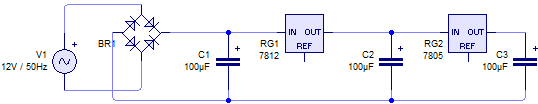 V1
12V / 50Hz
BR1
C1
100µF
RG1
7812
IN OUT
REF
C2
100µF
RG2
7805
IN OUT
REF
C3
100µF